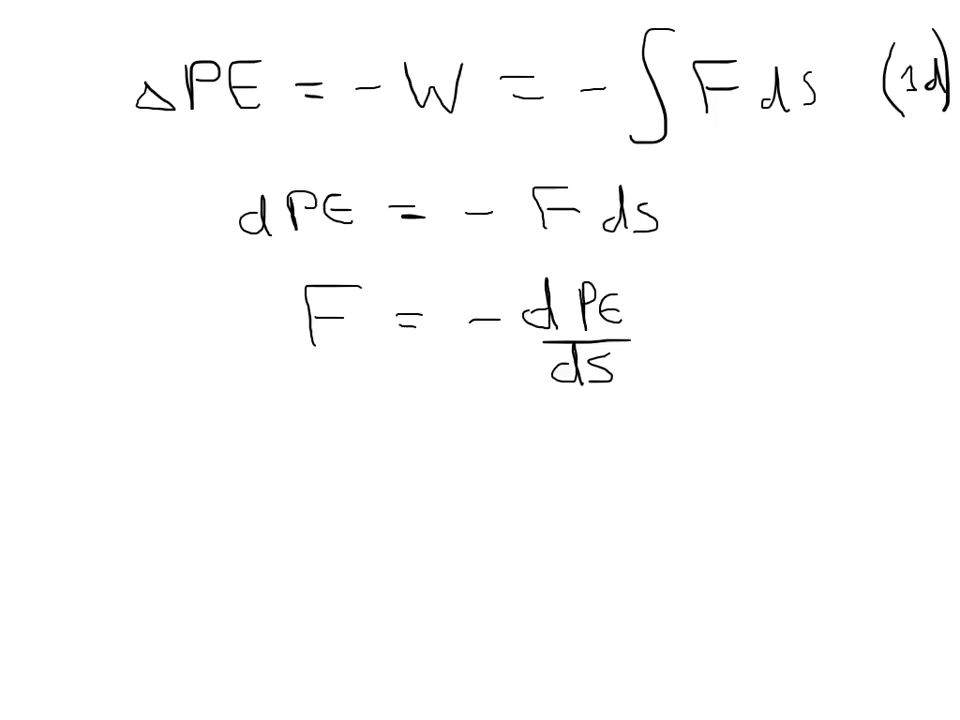 ΔPE = - W = - ∫ F ds (1d)
dPE = - F ds
F = - dPE/ds